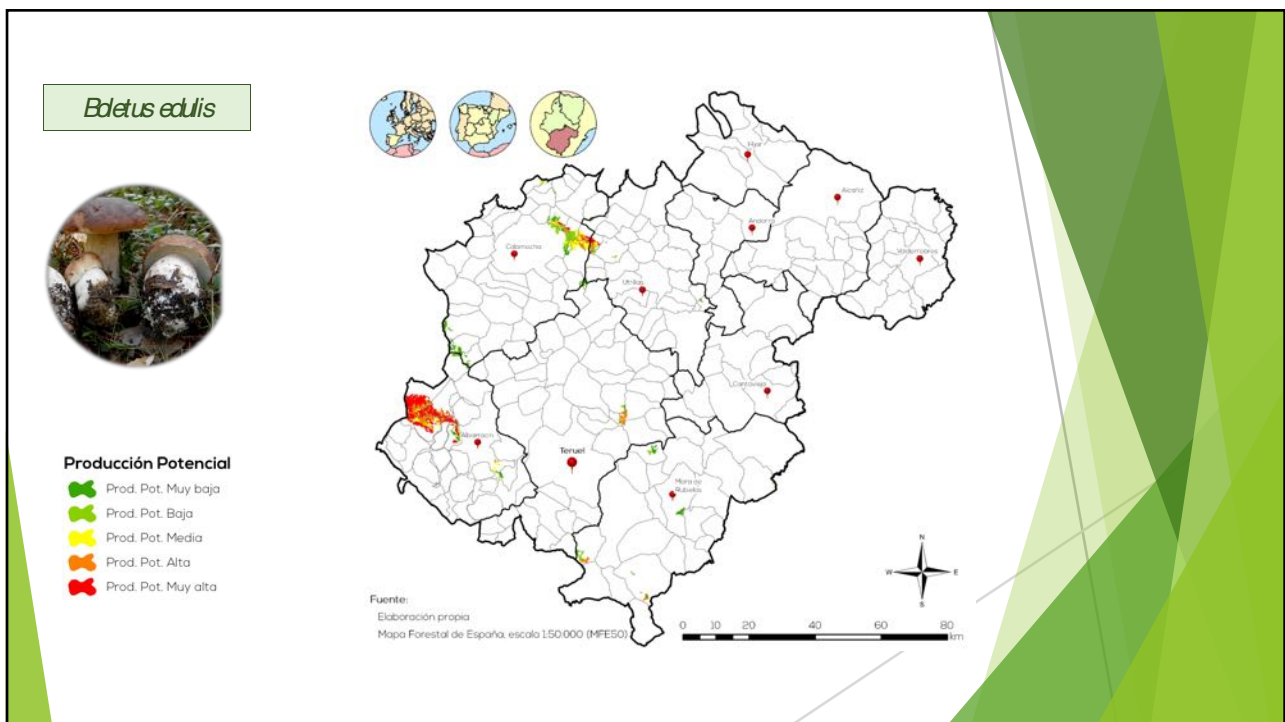 Boletus edulis
Híjar
Alcañiz
Andorra
Calamocha
Valderrobres
Utrillas
Cantavieja
Albarracín
Teruel
Mora de
Rubielos
Producción Potencial
Prod. Pot. Muy baja
Prod. Pot. Baja
Prod. Pot. Media
Prod. Pot. Alta
Prod. Pot. Muy alta
N
W
E
S
Fuente:
Elaboración propia
Mapa Forestal de España, escala 1:50.000 (MFE50)
0 10 20 40 60 80
km